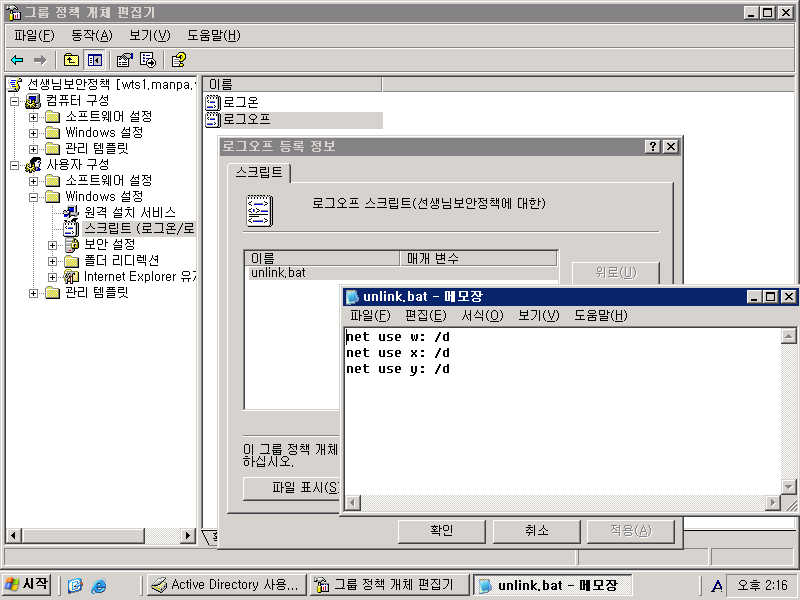 그룹 정책 개체 편집기
파일(F) 동작(A) 보기(V) 도움말(H)
선생님보안정책 [wts1.manpa.
컴퓨터 구성
소프트웨어 설정
Windows 설정
관리 템플릿
사용자 구성
소프트웨어 설정
Windows 설정
원격 설치 서비스
스크립트 (로그온/로
보안 설정
폴더 리디렉션
Internet Explorer 유
관리 템플릿
이름
로그온
로그오프
로그오프 등록 정보
스크립트
로그오프 스크립트(선생님보안정책에 대한)
이름 매개 변수
unlink.bat
위로(U)
이 그룹 정책 개체
하십시오.
파일 표시(S
확인 취소 적용(A)
unlink.bat - 메모장
파일(F) 편집(E) 서식(O) 보기(V) 도움말(H)
net use w: /d
net use x: /d
net use y: /d
시작 Active Directory 사용... 그룹 정책 개체 편집기 unlink.bat - 메모장 A 오후 2:16